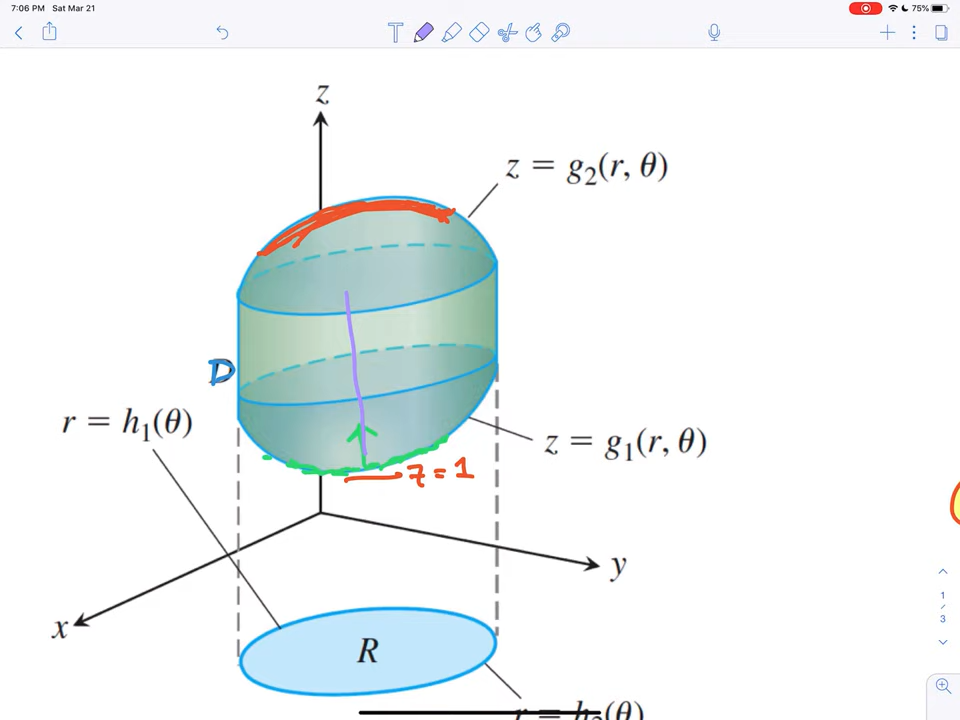 7:06 PM Sat Mar 21
75%
z
z = g₂(r, θ)
D
r = h₁(θ)
z = g₁(r, θ)
z = 1
y
x
R
r = h₂(θ)
1
/
3